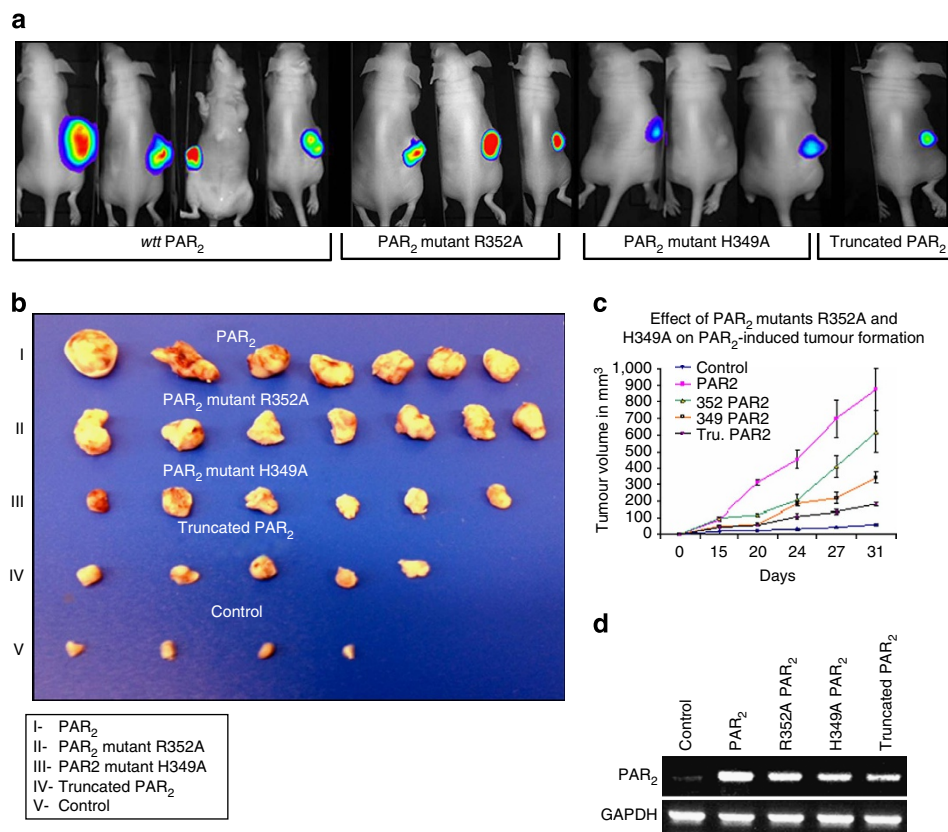 a
wtt PAR2
PAR2 mutant R352A
PAR2 mutant H349A
Truncated PAR2
b
I
PAR2
PAR2 mutant R352A
II
PAR2 mutant H349A
III
Truncated PAR2
IV
Control
V
I- PAR2
II- PAR2 mutant R352A
III- PAR2 mutant H349A
IV- Truncated PAR2
V- Control
c
Effect of PAR2 mutants R352A and
H349A on PAR2-induced tumour formation
Tumour volume in mm3
1,000
900
800
700
600
500
400
300
200
100
0
Control
PAR2
352 PAR2
349 PAR2
Tru. PAR2
0 15 20 24 27 31
Days
d
Control
PAR2
R352A PAR2
H349A PAR2
Truncated PAR2
PAR2
GAPDH